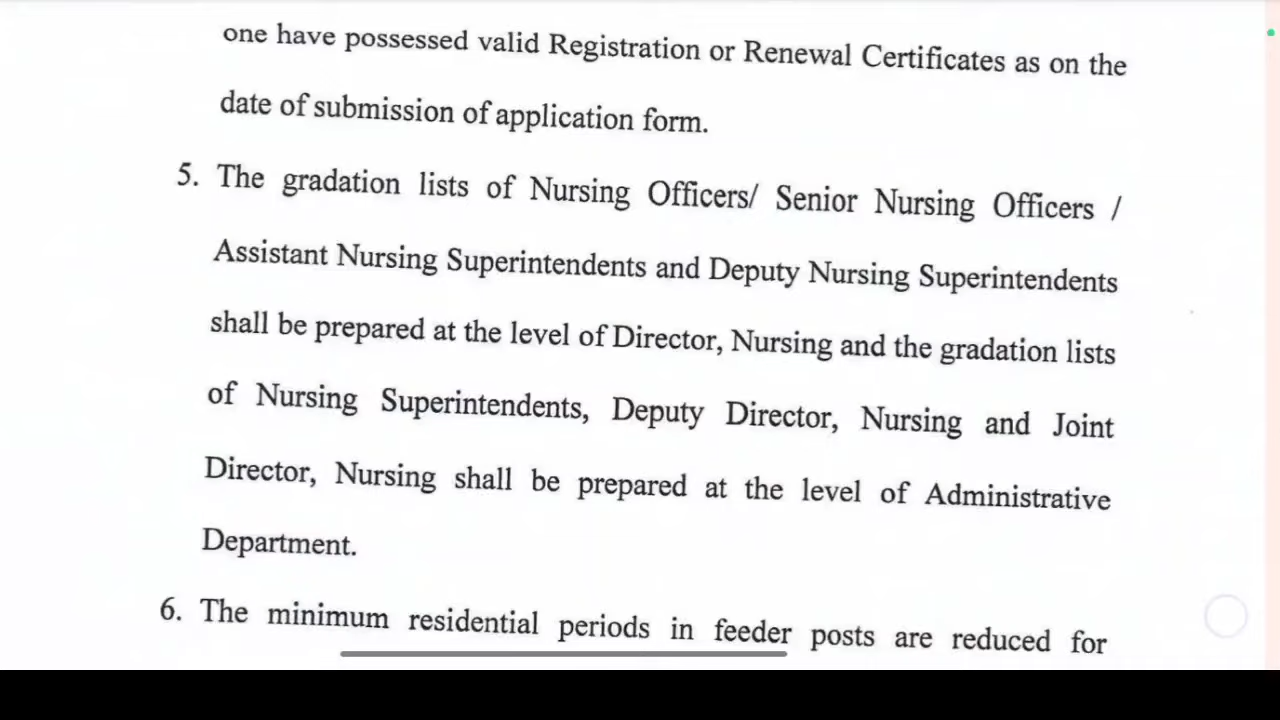 one have possessed valid Registration or Renewal Certificates as on the
date of submission of application form.
5. The gradation lists of Nursing Officers/ Senior Nursing Officers /
Assistant Nursing Superintendents and Deputy Nursing Superintendents
shall be prepared at the level of Director, Nursing and the gradation lists
of Nursing Superintendents, Deputy Director, Nursing and Joint
Director, Nursing shall be prepared at the level of Administrative
Department.
6. The minimum residential periods in feeder posts are reduced for